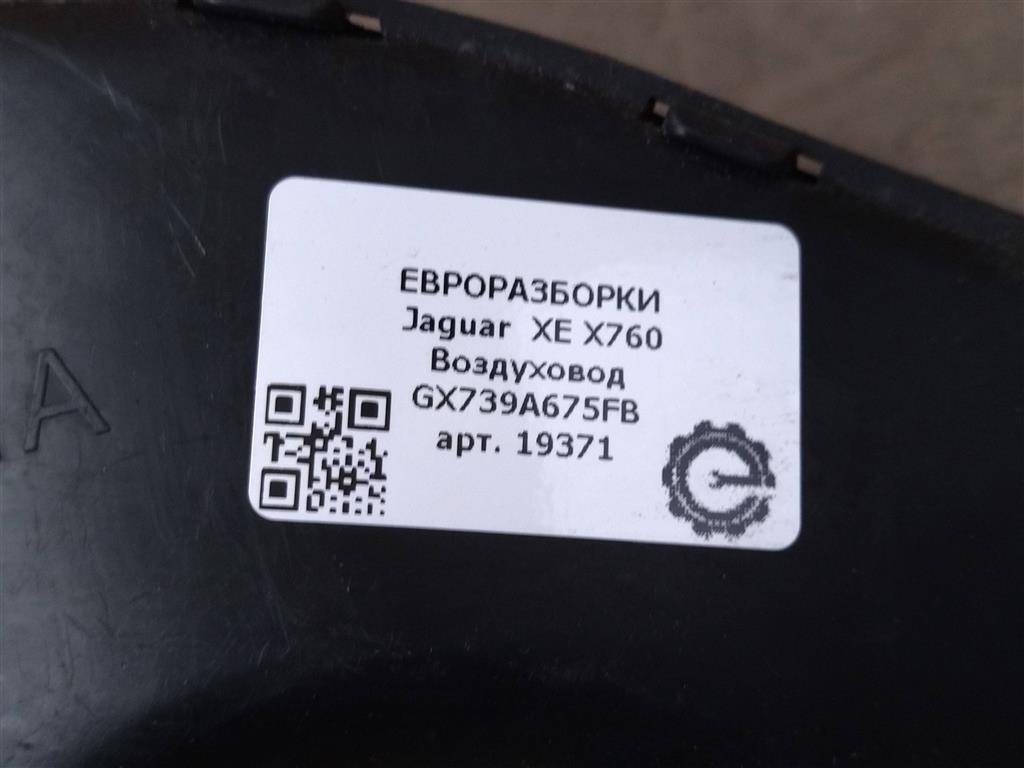 ЕВРОРАЗБОРКИ
Jaguar XE X760
Воздуховод
GX739A675FB
арт. 19371
A